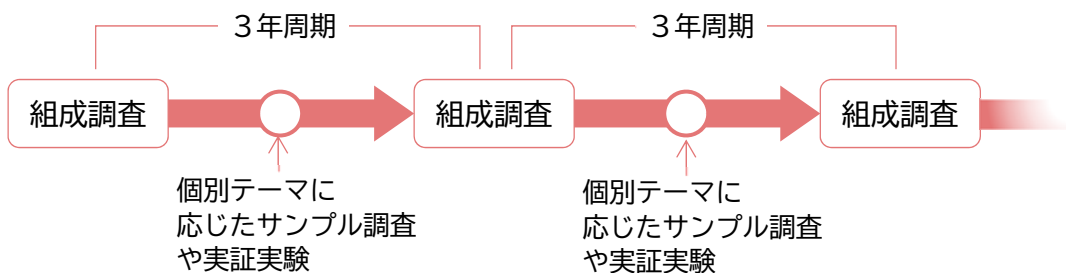 ３年周期
３年周期
組成調査
組成調査
組成調査
個別テーマに
応じたサンプル調査
や実証実験
個別テーマに
応じたサンプル調査
や実証実験